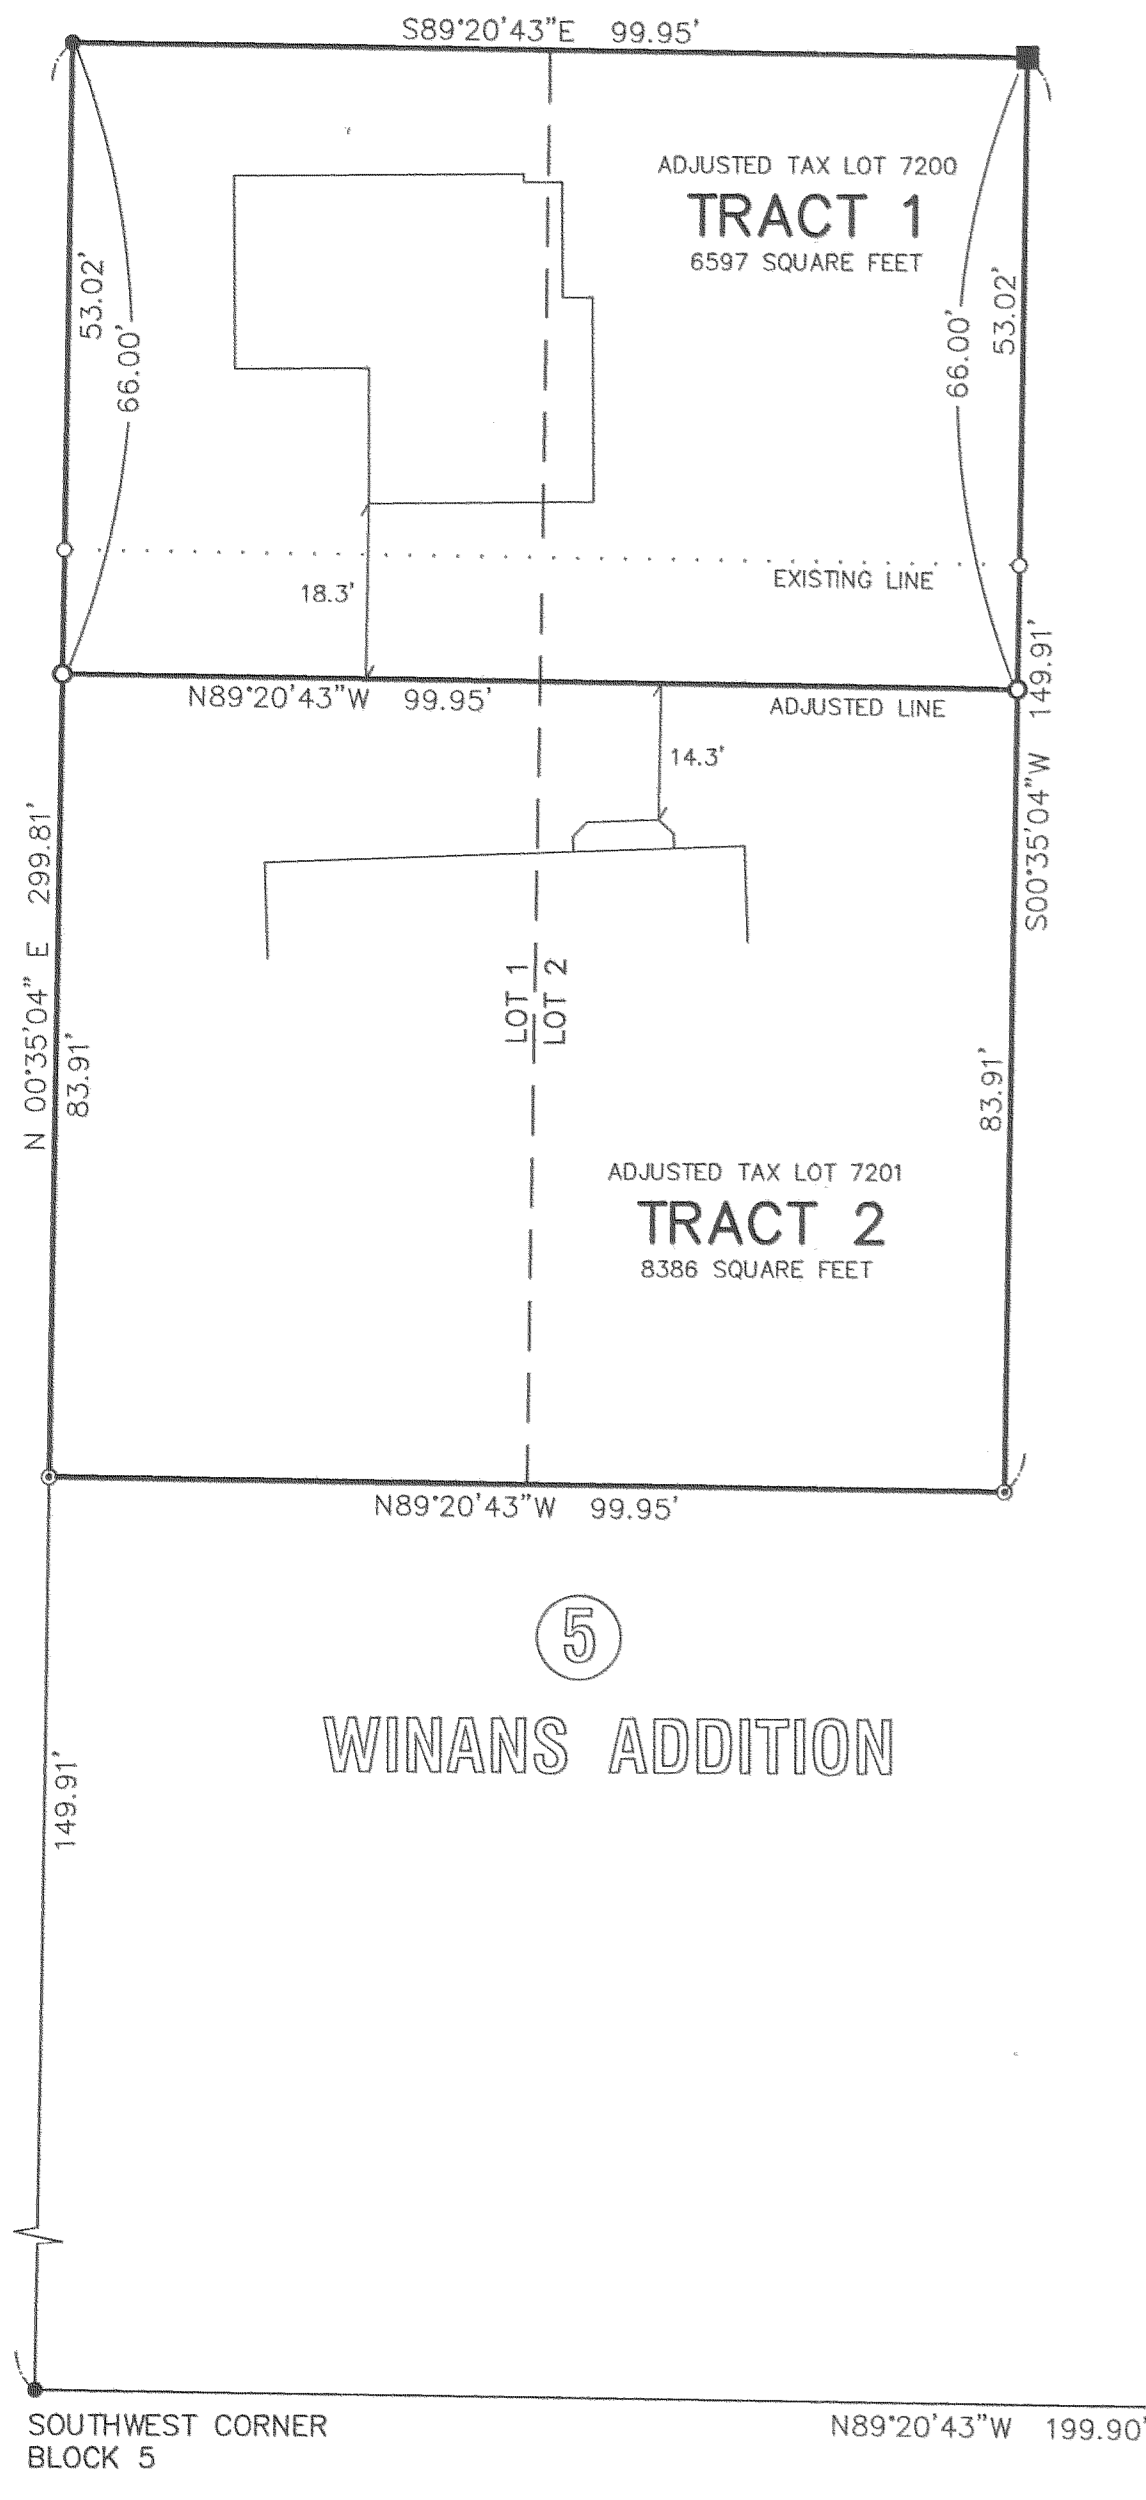 S89°20'43"E 99.95'
ADJUSTED TAX LOT 7200
TRACT 1
6597 SQUARE FEET
53.02'
66.00'
66.00'
53.02'
EXISTING LINE
18.3'
N89°20'43"W 99.95'
ADJUSTED LINE
S00°35'04"W 149.91'
14.3'
N 00°35'04" E 299.81'
LOT 1
LOT 2
83.91'
83.91'
ADJUSTED TAX LOT 7201
TRACT 2
8386 SQUARE FEET
N89°20'43"W 99.95'
5
WINANS ADDITION
149.91'
SOUTHWEST CORNER
BLOCK 5
N89°20'43"W 199.90'